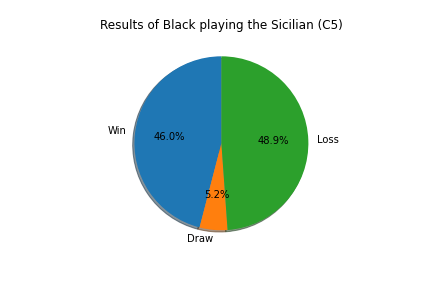 Results of Black playing the Sicilian (C5)
Win
46.0%
48.9%
Loss
5.2%
Draw